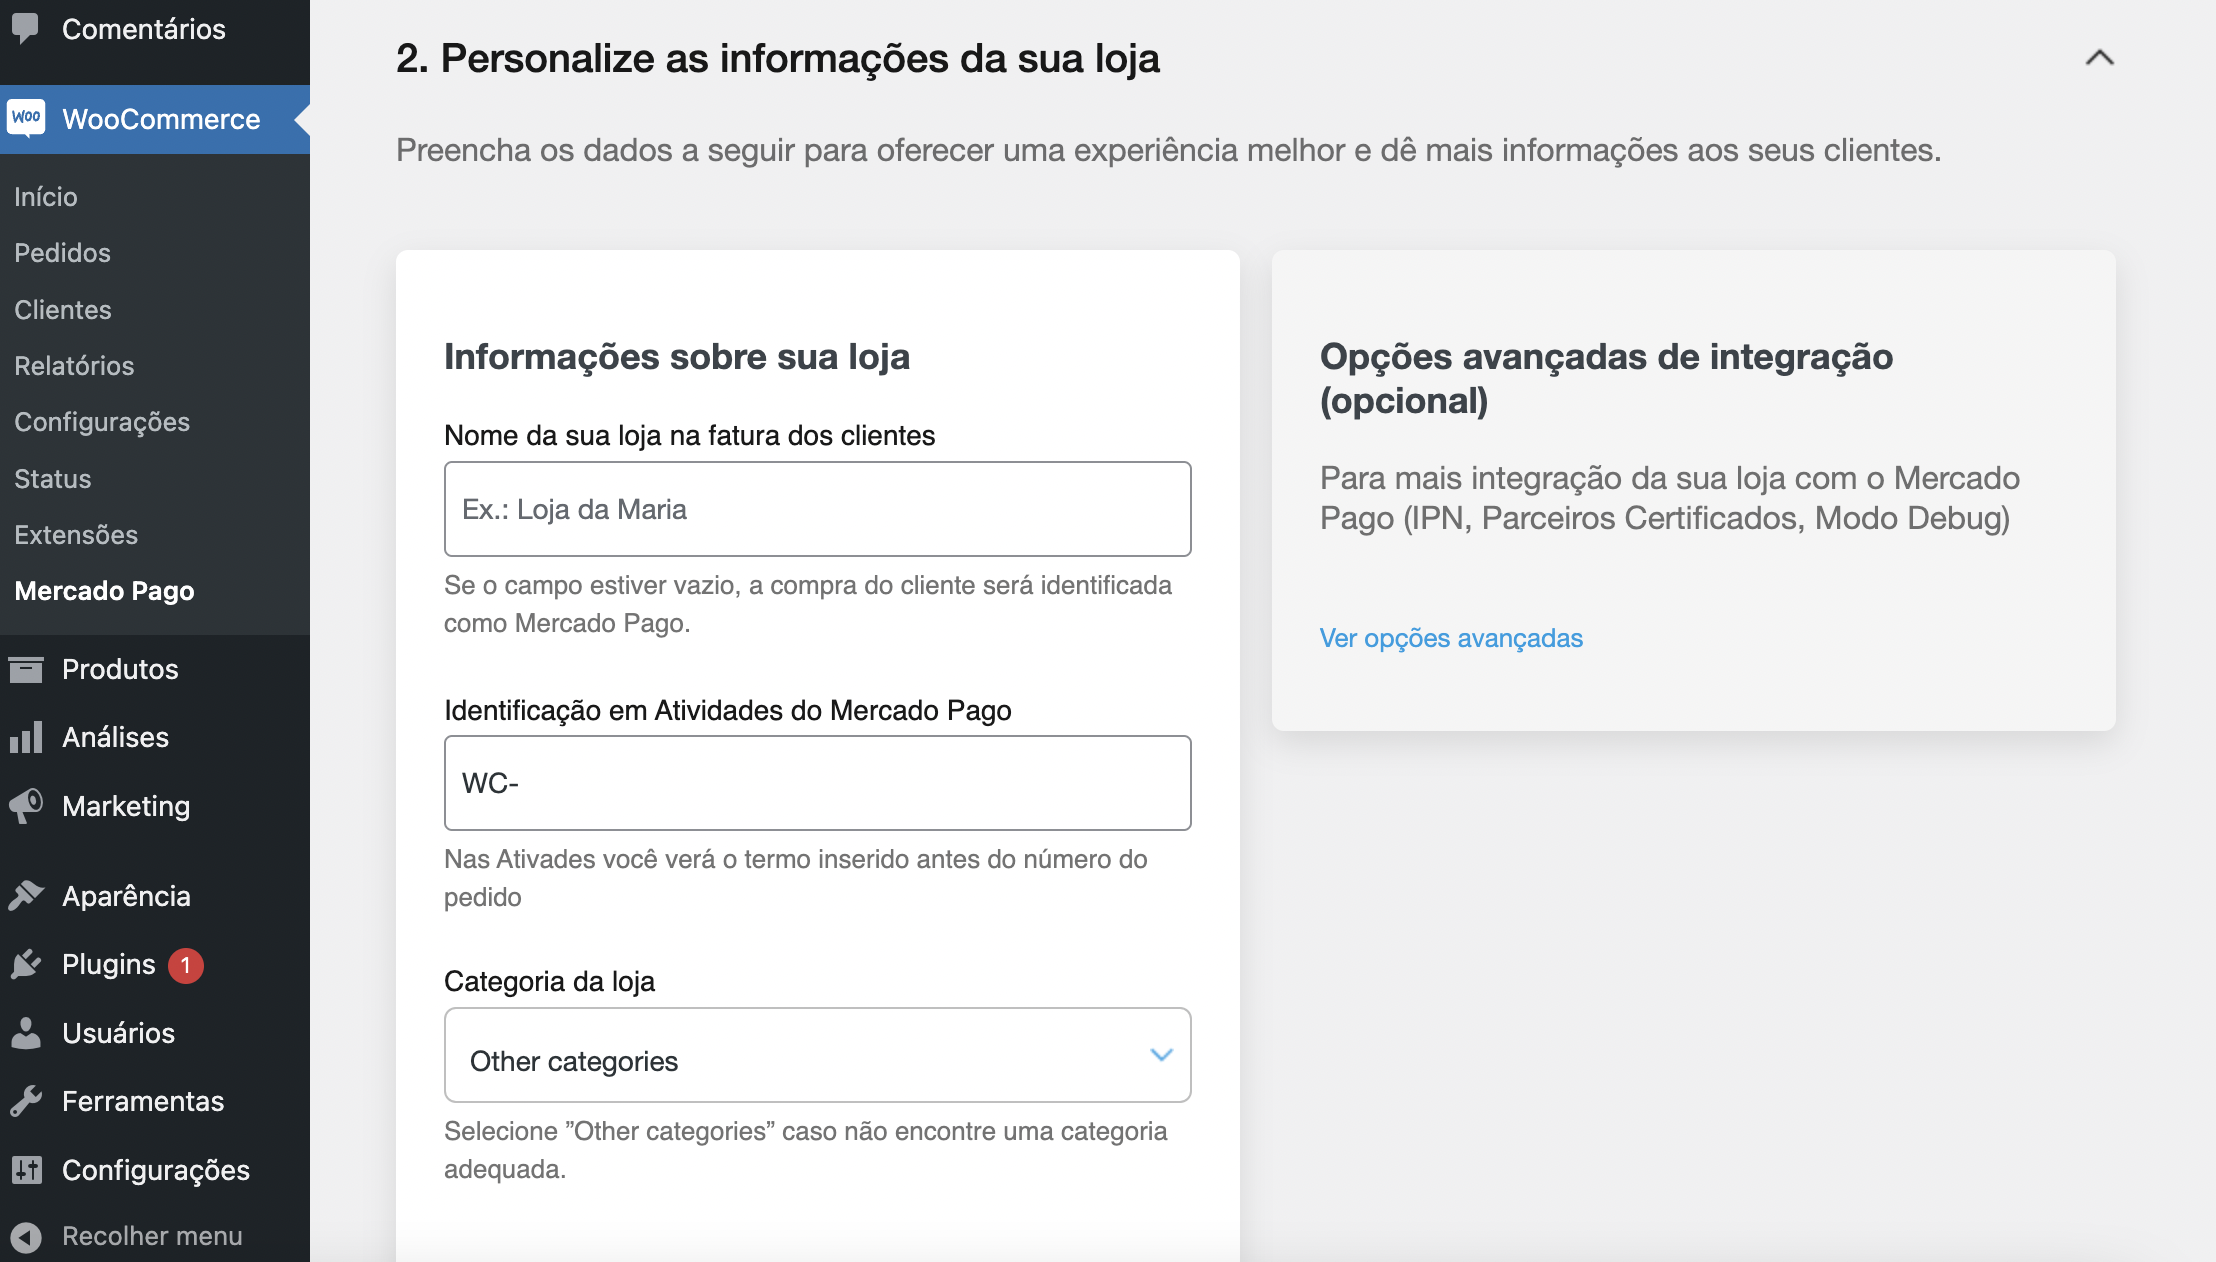 Comentários
Woo WooCommerce
Início
Pedidos
Clientes
Relatórios
Configurações
Status
Extensões
Mercado Pago
Produtos
Análises
Marketing
Aparência
Plugins 1
Usuários
Ferramentas
Configurações
Recolher menu
2. Personalize as informações da sua loja
Preencha os dados a seguir para oferecer uma experiência melhor e dê mais informações aos seus clientes.
Informações sobre sua loja
Nome da sua loja na fatura dos clientes
Ex.: Loja da Maria
Se o campo estiver vazio, a compra do cliente será identificada
como Mercado Pago.
Identificação em Atividades do Mercado Pago
WC-
Nas Ativades você verá o termo inserido antes do número do
pedido
Categoria da loja
Other categories
Selecione ”Other categories” caso não encontre uma categoria
adequada.
Opções avançadas de integração
(opcional)
Para mais integração da sua loja com o Mercado
Pago (IPN, Parceiros Certificados, Modo Debug)
Ver opções avançadas